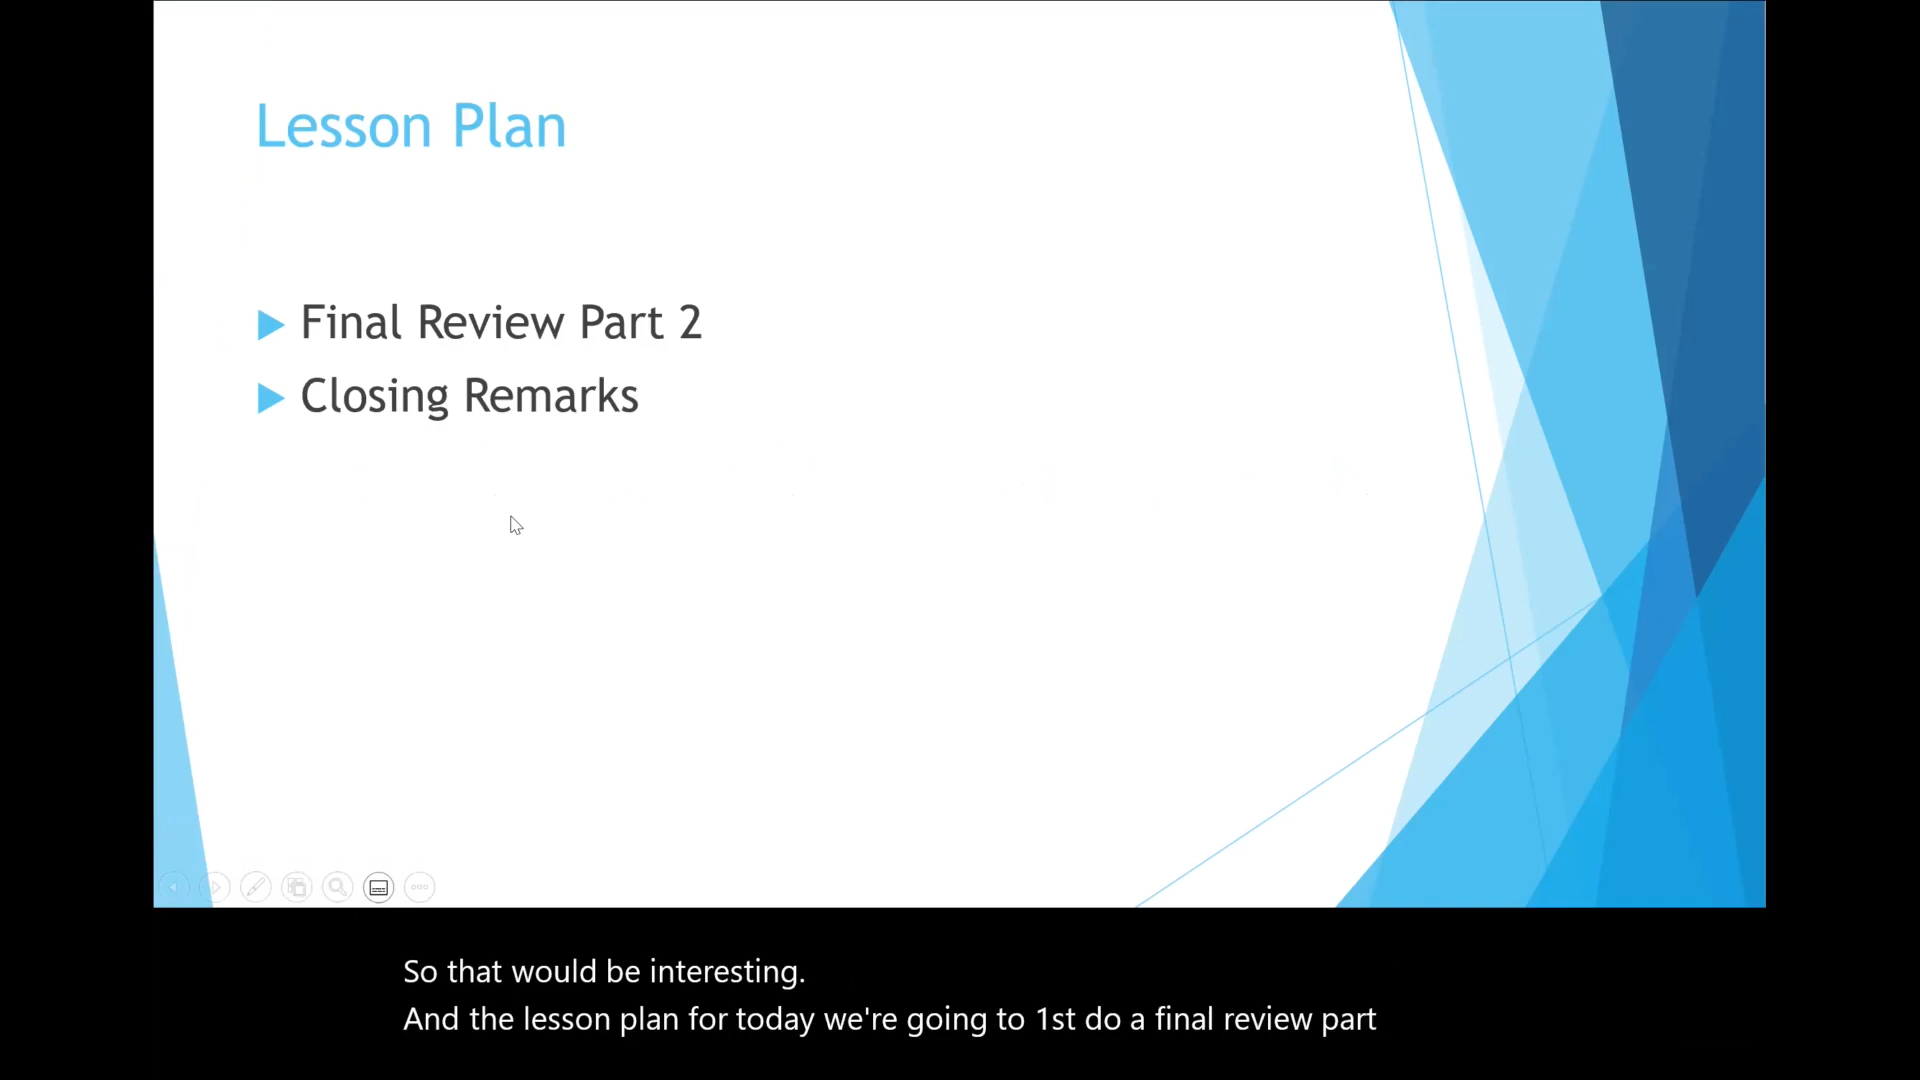 Lesson Plan
Final Review Part 2
Closing Remarks
So that would be interesting.
And the lesson plan for today we're going to 1st do a final review part